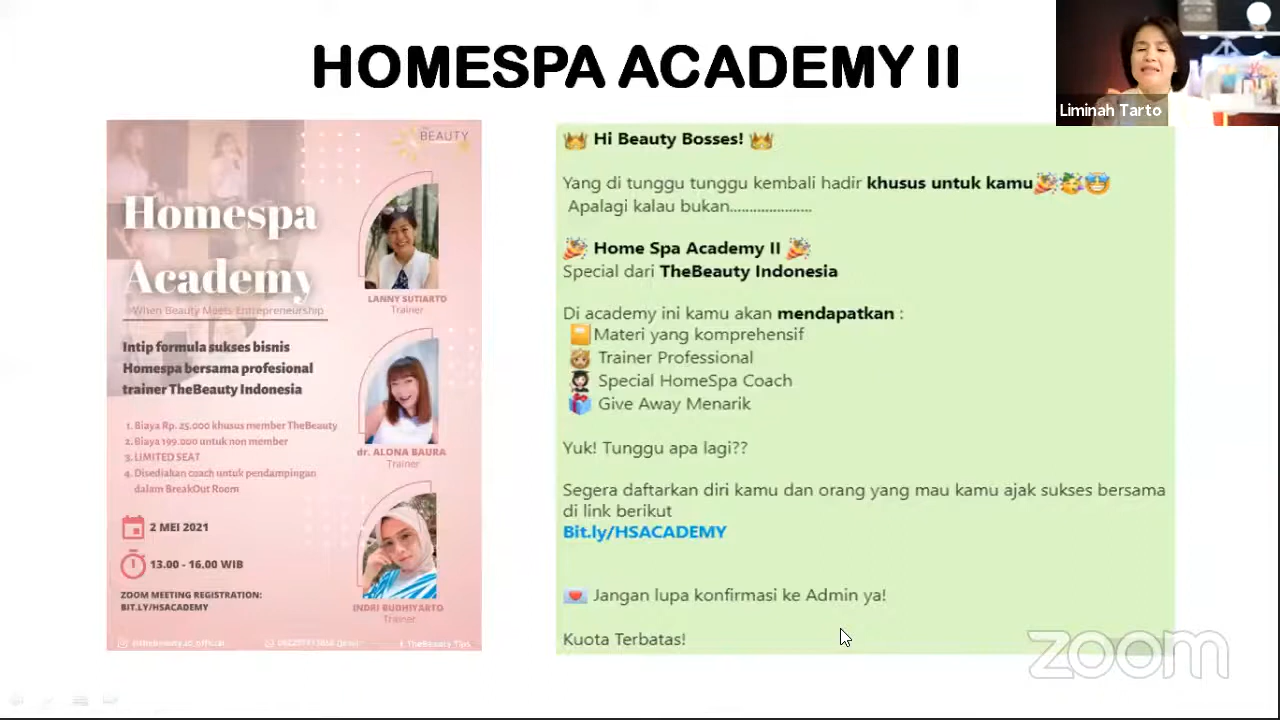 HOMESPA ACADEMY II
Liminah Tarto
BEAUTY
Homespa
Academy
When Beauty Meets Entrepreneurship
Intip formula sukses bisnis
Homespa bersama profesional
trainer TheBeauty Indonesia
1. Biaya Rp. 25.000 khusus member TheBeauty
2. Biaya 199.000 untuk non member
3. LIMITED SEAT
4. Disediakan coach untuk pendampingan
dalam BreakOut Room
2 MEI 2021
13.00 - 16.00 WIB
ZOOM MEETING REGISTRATION:
BIT.LY/HSACADEMY
LANNY SUTIARTO
Trainer
dr. ALONA BAURA
Trainer
INDRI BUDHIYARTO
Trainer
Hi Beauty Bosses!
Yang di tunggu tunggu kembali hadir khusus untuk kamu
Apalagi kalau bukan.....................
Home Spa Academy II
Special dari TheBeauty Indonesia
Di academy ini kamu akan mendapatkan :
Materi yang komprehensif
Trainer Professional
Special HomeSpa Coach
Give Away Menarik
Yuk! Tunggu apa lagi??
Segera daftarkan diri kamu dan orang yang mau kamu ajak sukses bersama
di link berikut
Bit.ly/HSACADEMY
Jangan lupa konfirmasi ke Admin ya!
Kuota Terbatas!
zoom